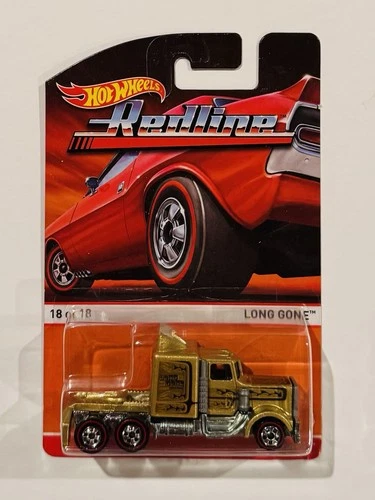 HOT WHEELS
Redline
18 of 18
LONG GONE™